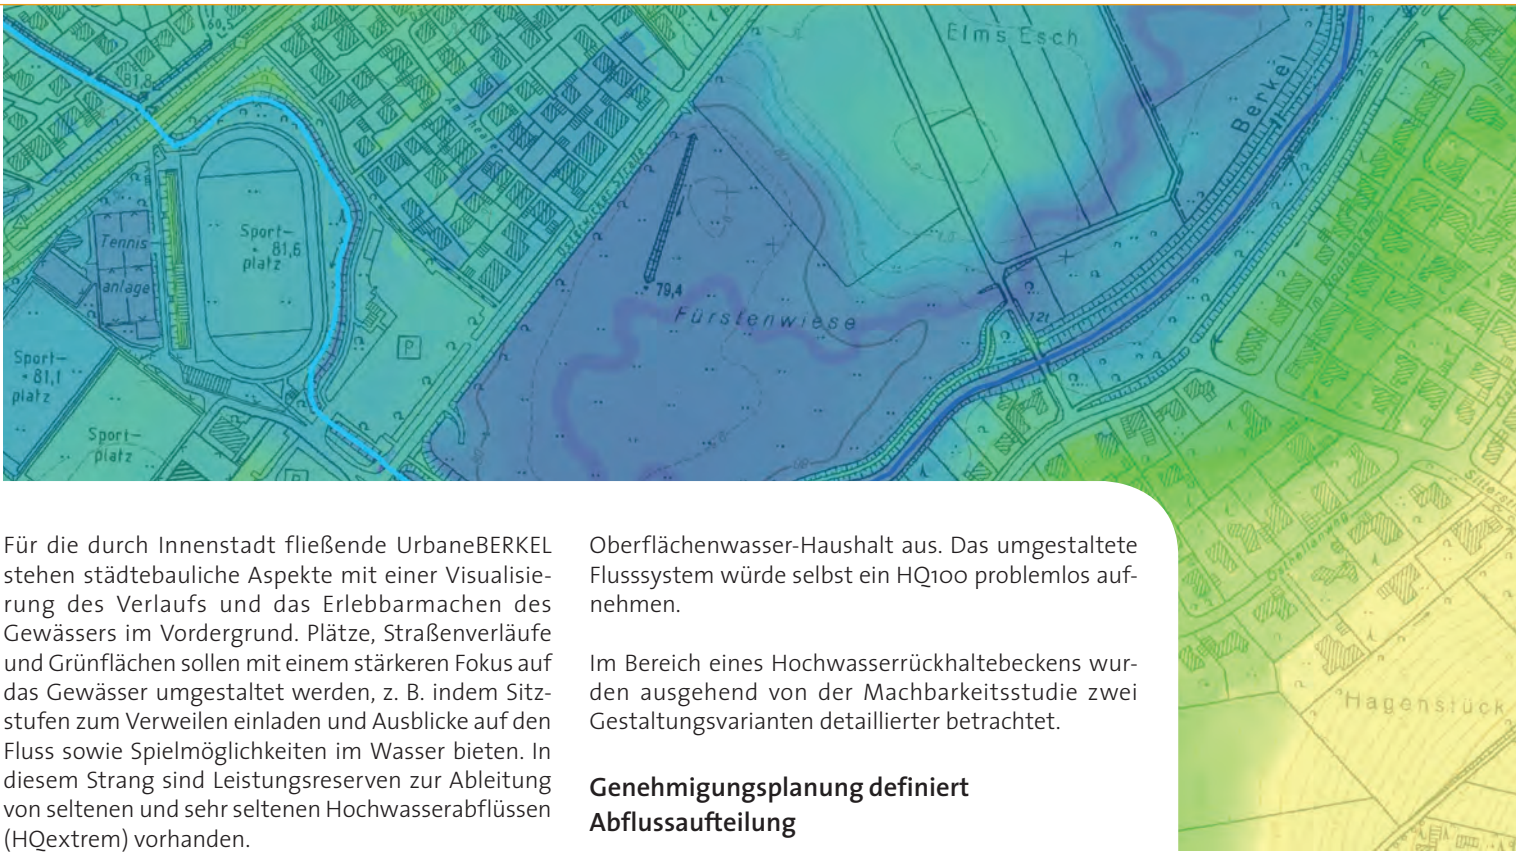 60,5
81,8
Elms Esch
Berkel
Tennis
anlage
Sport-
81,6
platz
79,4
Fürstenwiese
12t
P
Sport-
81,1
platz
Sport-
platz
Hagenstück
Für die durch Innenstadt fließende UrbaneBERKEL
stehen städtebauliche Aspekte mit einer Visualisie-
rung des Verlaufs und das Erlebbarmachen des
Gewässers im Vordergrund. Plätze, Straßenverläufe
und Grünflächen sollen mit einem stärkeren Fokus auf
das Gewässer umgestaltet werden, z. B. indem Sitz-
stufen zum Verweilen einladen und Ausblicke auf den
Fluss sowie Spielmöglichkeiten im Wasser bieten. In
diesem Strang sind Leistungsreserven zur Ableitung
von seltenen und sehr seltenen Hochwasserabflüssen
(HQextrem) vorhanden.
Oberflächenwasser-Haushalt aus. Das umgestaltete
Flusssystem würde selbst ein HQ100 problemlos auf-
nehmen.
Im Bereich eines Hochwasserrückhaltebeckens wur-
den ausgehend von der Machbarkeitsstudie zwei
Gestaltungsvarianten detaillierter betrachtet.
Genehmigungsplanung definiert
Abflussaufteilung